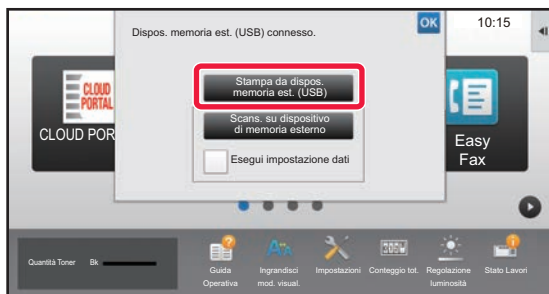 Dispos. memoria est. (USB) connesso.
OK
10:15
Stampa da dispos.
memoria est. (USB)
Scans. su dispositivo
di memoria esterno
Esegui impostazione dati
CLOUD
PORTAL
CLOUD POR
Easy
Fax
Quantità Toner Bk
Guida
Operativa
Ingrandisci
mod. visual.
Impostazioni
Conteggio tot.
Regolazione
luminosità
Stato Lavori